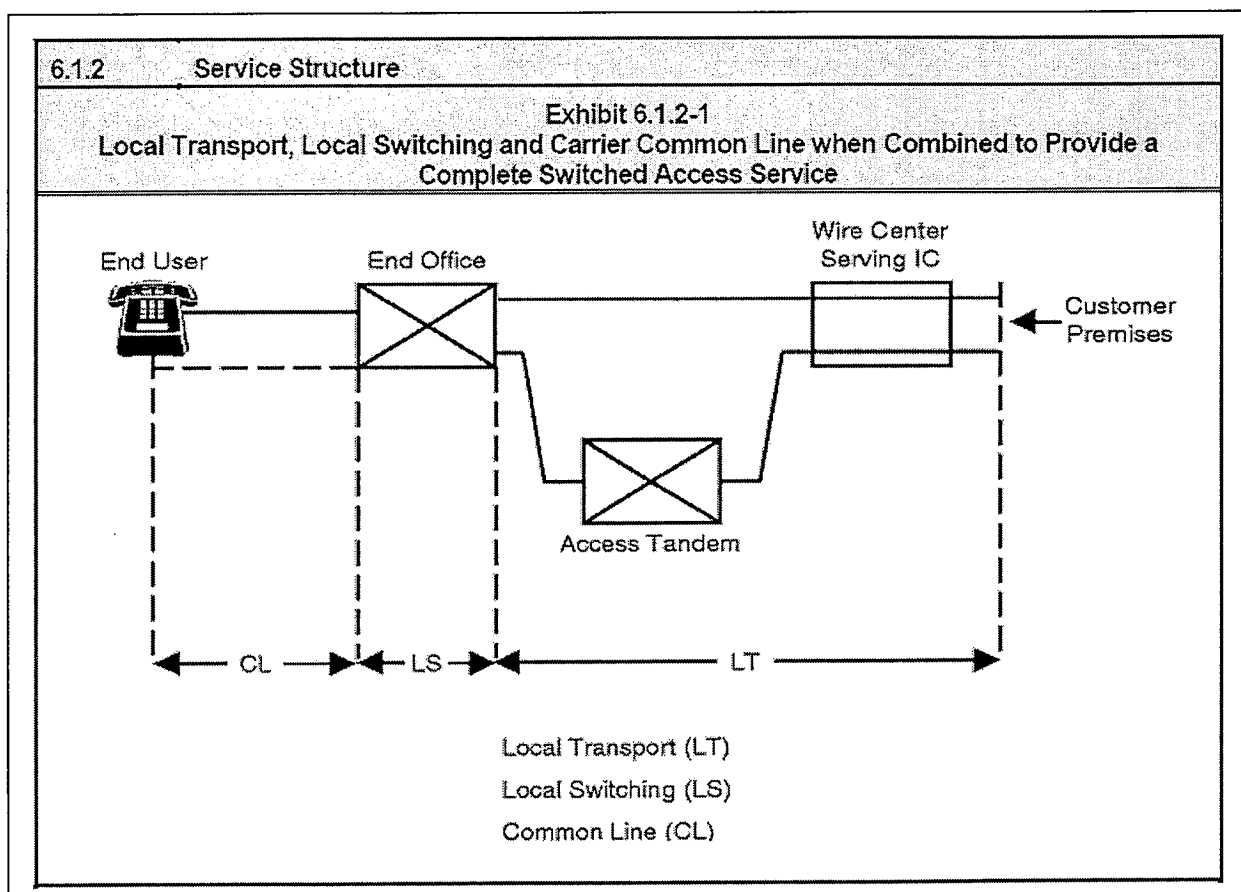 6.1.2 Service Structure
Exhibit 6.1.2-1
Local Transport, Local Switching and Carrier Common Line when Combined to Provide a
Complete Switched Access Service
End User
End Office
Wire Center
Serving IC
Customer
Premises
Access Tandem
CL
LS
LT
Local Transport (LT)
Local Switching (LS)
Common Line (CL)